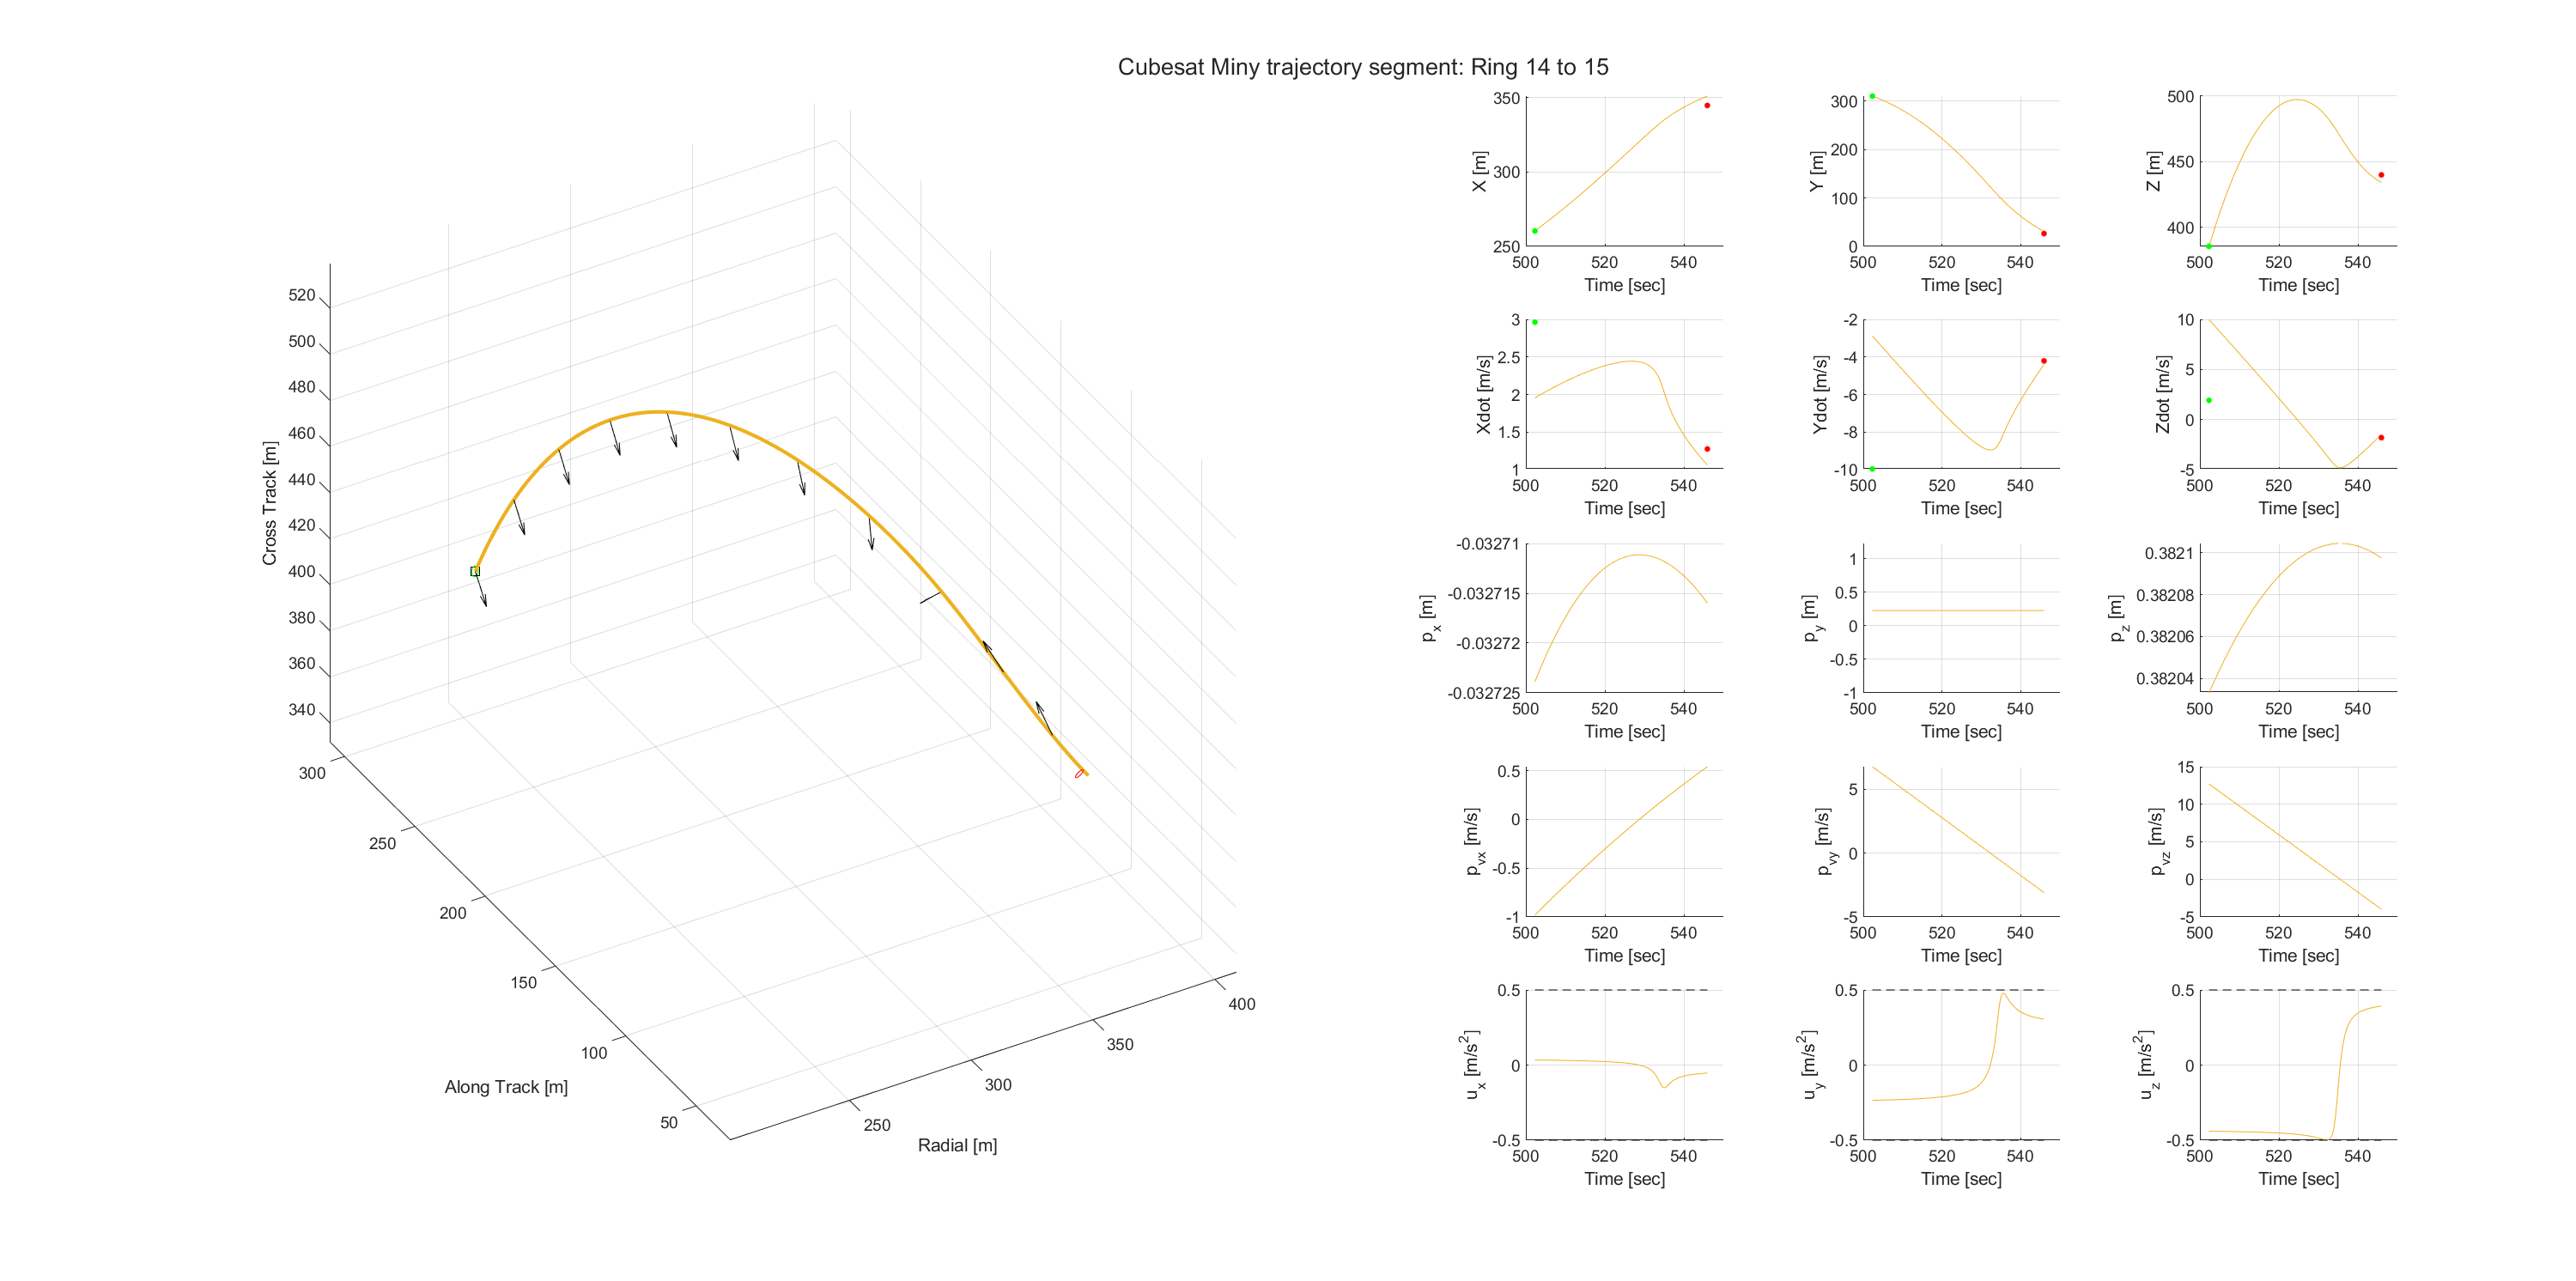 Cubesat Miny trajectory segment: Ring 14 to 15
Cross Track [m]
520
500
480
460
440
420
400
380
360
340
300
250
200
150
100
50
Along Track [m]
250
300
350
400
Radial [m]
X [m]
350
300
250
500 520 540
Time [sec]
Y [m]
300
200
100
0
500 520 540
Time [sec]
Z [m]
500
450
400
500 520 540
Time [sec]
Xdot [m/s]
3
2.5
2
1.5
1
500 520 540
Time [sec]
Ydot [m/s]
-2
-4
-6
-8
-10
500 520 540
Time [sec]
Zdot [m/s]
10
5
0
-5
500 520 540
Time [sec]
p_x [m]
-0.03271
-0.032715
-0.03272
-0.032725
500 520 540
Time [sec]
p_y [m]
1
0.5
0
-0.5
-1
500 520 540
Time [sec]
p_z [m]
0.3821
0.38208
0.38206
0.38204
500 520 540
Time [sec]
p_vx [m/s]
0.5
0
-0.5
-1
500 520 540
Time [sec]
p_vy [m/s]
5
0
-5
500 520 540
Time [sec]
p_vz [m/s]
15
10
5
0
-5
500 520 540
Time [sec]
u_x [m/s^2]
0.5
0
-0.5
500 520 540
Time [sec]
u_y [m/s^2]
0.5
0
-0.5
500 520 540
Time [sec]
u_z [m/s^2]
0.5
0
-0.5
500 520 540
Time [sec]